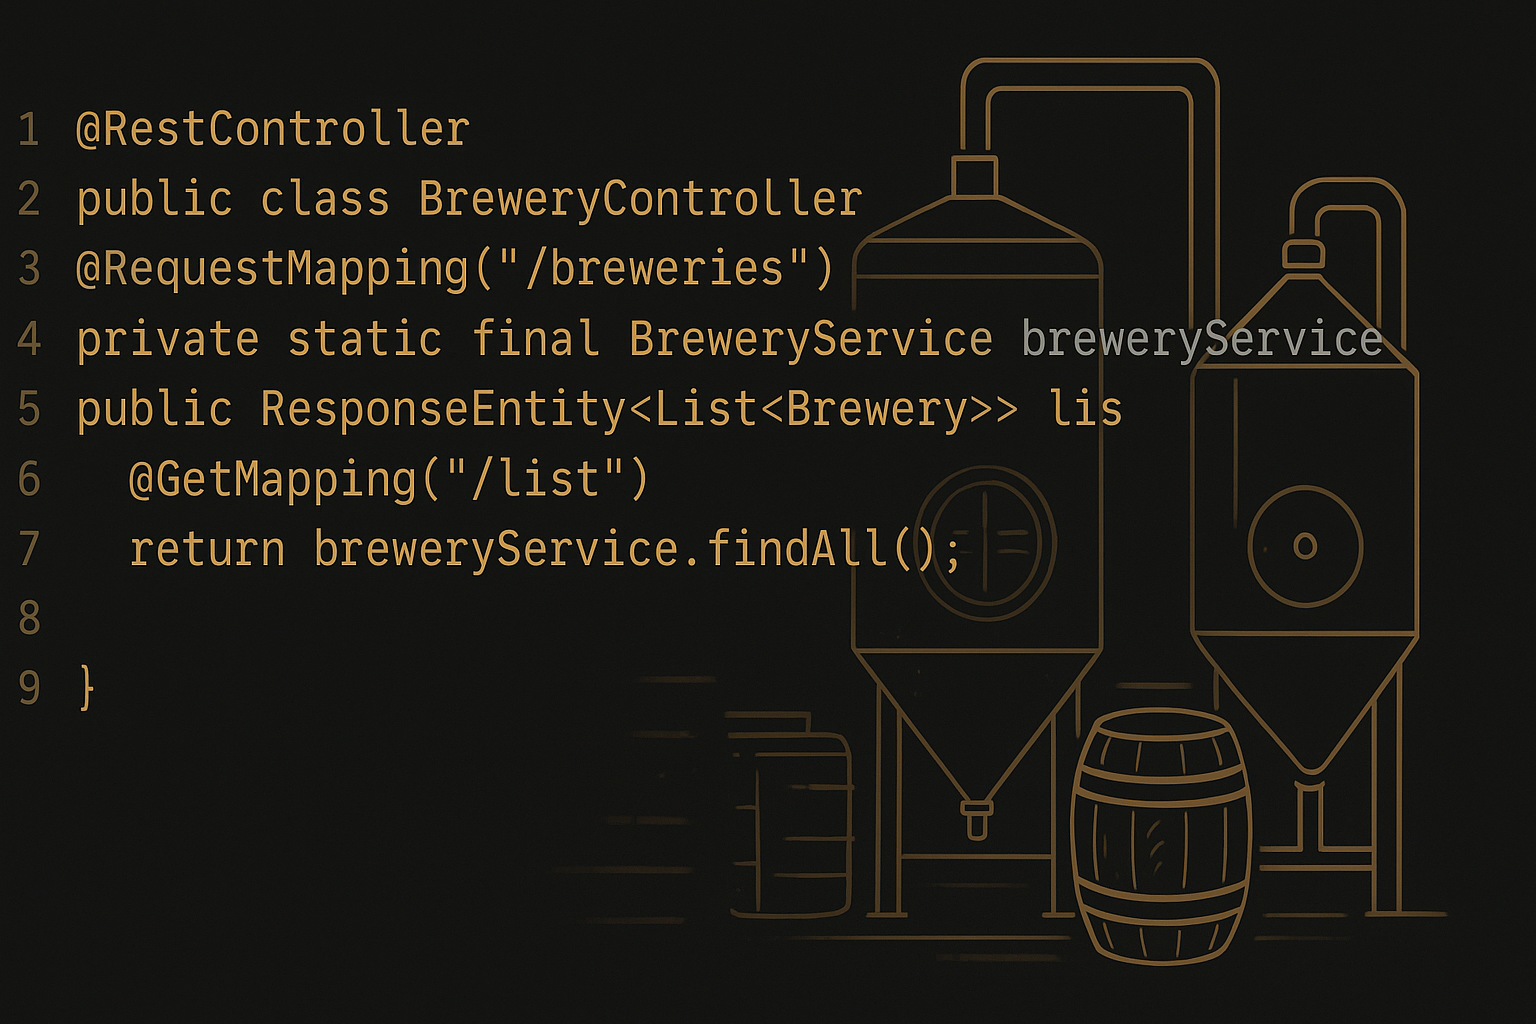 1 @RestController
2 public class BreweryController
3 @RequestMapping("/breweries")
4 private static final BreweryService breweryService
5 public ResponseEntity<List<Brewery>> lis
6   @GetMapping("/list")
7   return breweryService.findAll();
8
9 }